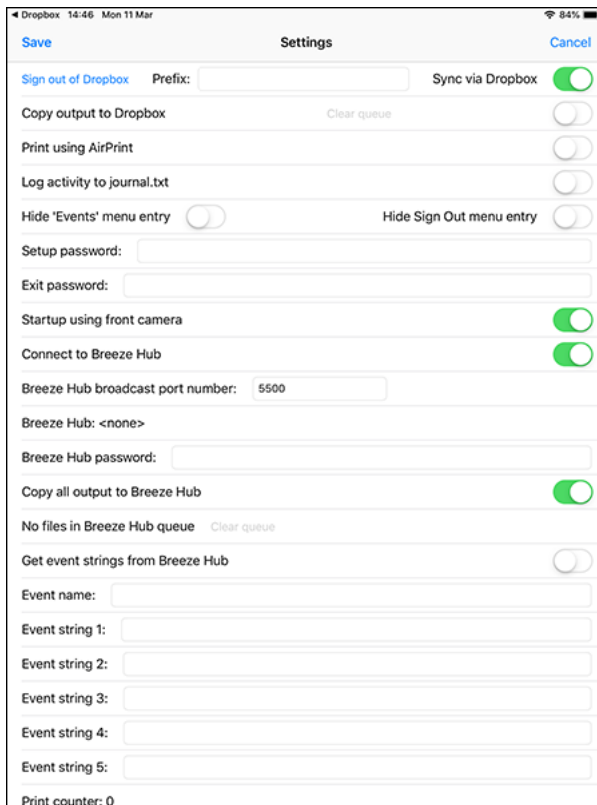 ◀ Dropbox 14:46 Mon 11 Mar 84%
Save Settings Cancel
Sign out of Dropbox Prefix: Sync via Dropbox
Copy output to Dropbox Clear queue
Print using AirPrint
Log activity to journal.txt
Hide 'Events' menu entry Hide Sign Out menu entry
Setup password:
Exit password:
Startup using front camera
Connect to Breeze Hub
Breeze Hub broadcast port number: 5500
Breeze Hub: <none>
Breeze Hub password:
Copy all output to Breeze Hub
No files in Breeze Hub queue Clear queue
Get event strings from Breeze Hub
Event name:
Event string 1:
Event string 2:
Event string 3:
Event string 4:
Event string 5:
Print counter: 0